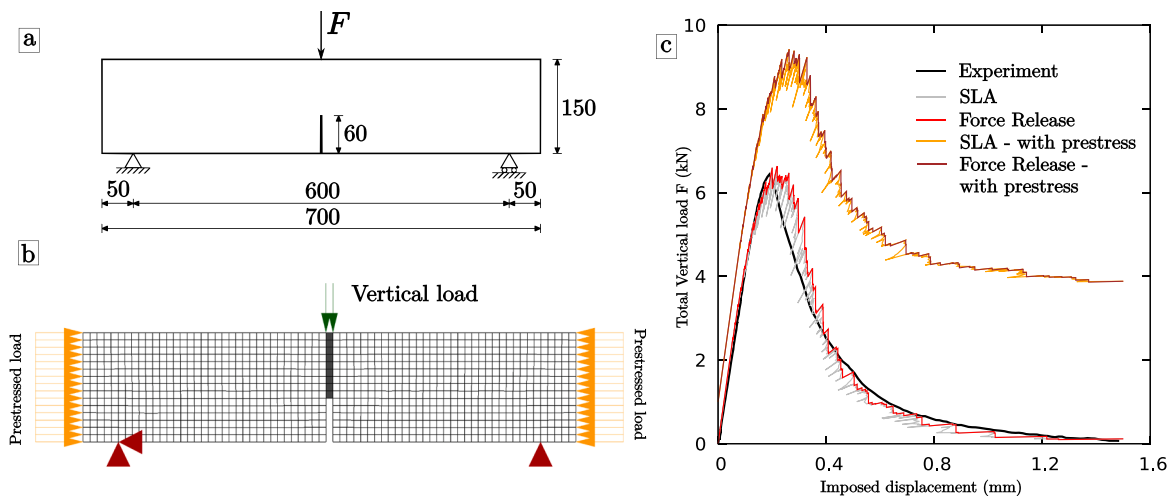 a
F
150
60
50
600
50
700
b
Vertical load
Prestressed load
Prestressed load
c
10
8
6
4
2
0
Total Vertical load F (kN)
Experiment
SLA
Force Release
SLA - with prestress
Force Release -
with prestress
0
0.4
0.8
1.2
1.6
Imposed displacement (mm)